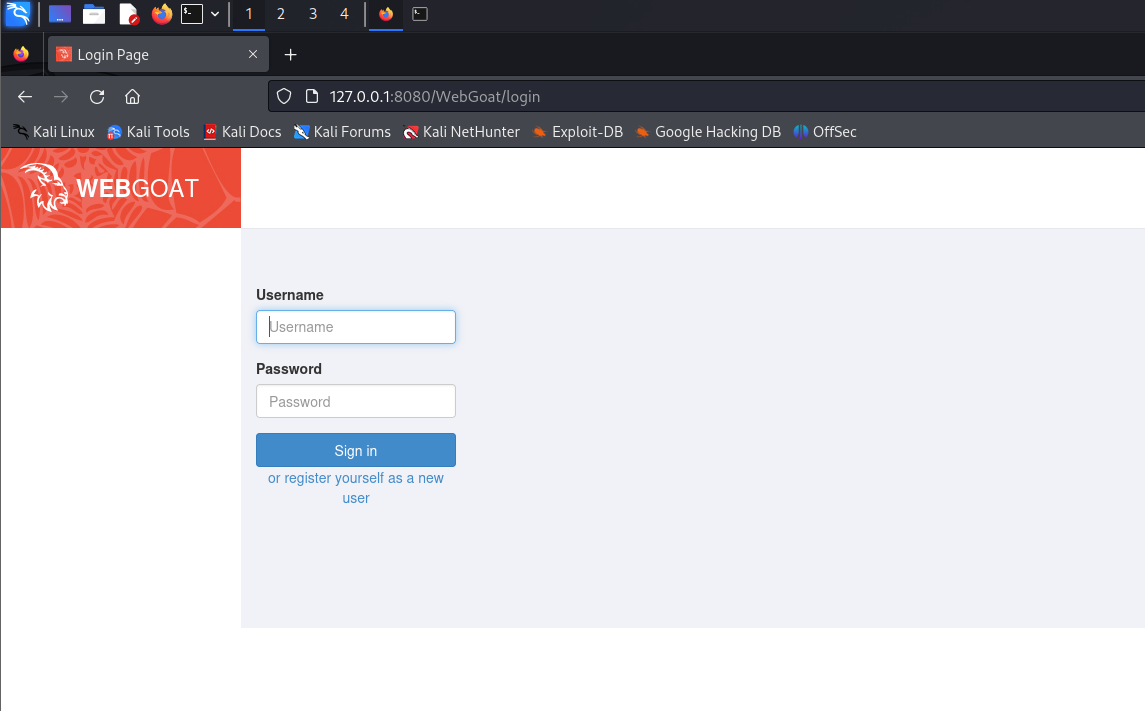 1 2 3 4
Login Page
127.0.0.1:8080/WebGoat/login
Kali Linux Kali Tools Kali Docs Kali Forums Kali NetHunter Exploit-DB Google Hacking DB OffSec
WEBGOAT
Username
Username
Password
Password
Sign in
or register yourself as a new
user